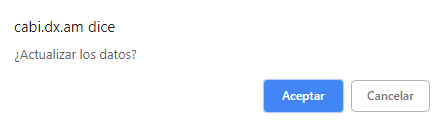 cabi.dx.am dice
¿Actualizar los datos?
Aceptar Cancelar